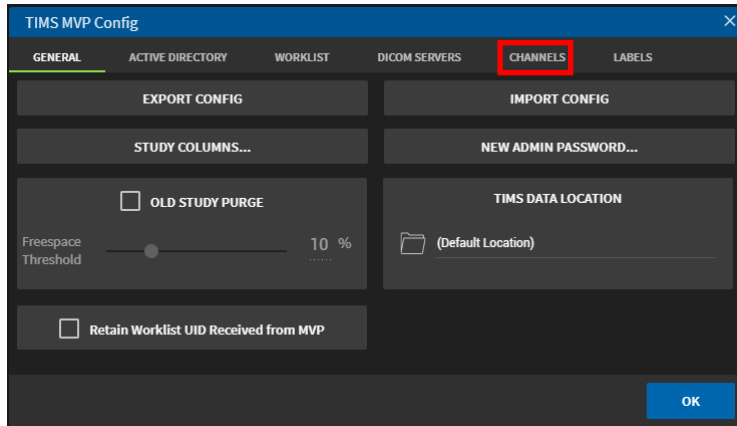 TIMS MVP Config
GENERAL ACTIVE DIRECTORY WORKLIST DICOM SERVERS CHANNELS LABELS
EXPORT CONFIG
IMPORT CONFIG
STUDY COLUMNS...
NEW ADMIN PASSWORD...
OLD STUDY PURGE
Freespace
Threshold
10 %
TIMS DATA LOCATION
(Default Location)
Retain Worklist UID Received from MVP
OK